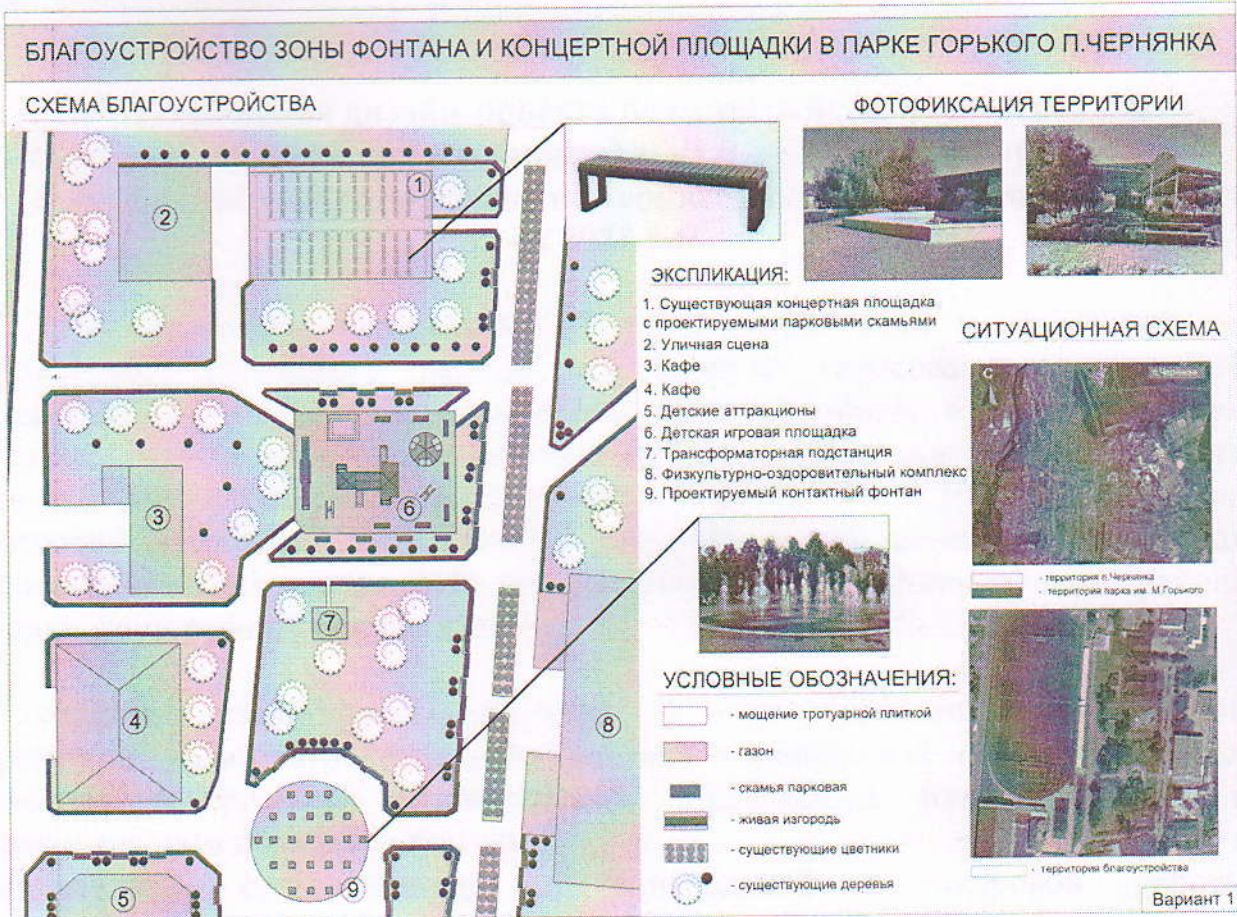 БЛАГОУСТРОЙСТВО ЗОНЫ ФОНТАНА И КОНЦЕРТНОЙ ПЛОЩАДКИ В ПАРКЕ ГОРЬКОГО П.ЧЕРНЯНКА
СХЕМА БЛАГОУСТРОЙСТВА
1
2
3
4
5
6
7
8
9
ФОТОФИКСАЦИЯ ТЕРРИТОРИИ
ЭКСПЛИКАЦИЯ:
1. Существующая концертная площадка
с проектируемыми парковыми скамьями
2. Уличная сцена
3. Кафе
4. Кафе
5. Детские аттракционы
6. Детская игровая площадка
7. Трансформаторная подстанция
8. Физкультурно-оздоровительный комплекс
9. Проектируемый контактный фонтан
УСЛОВНЫЕ ОБОЗНАЧЕНИЯ:
- мощение тротуарной плиткой
- газон
- скамья парковая
- живая изгородь
- существующие цветники
- существующие деревья
СИТУАЦИОННАЯ СХЕМА
С
- территория п.Чернянка
- территория парка им. М.Горького
- территория благоустройства
Вариант 1